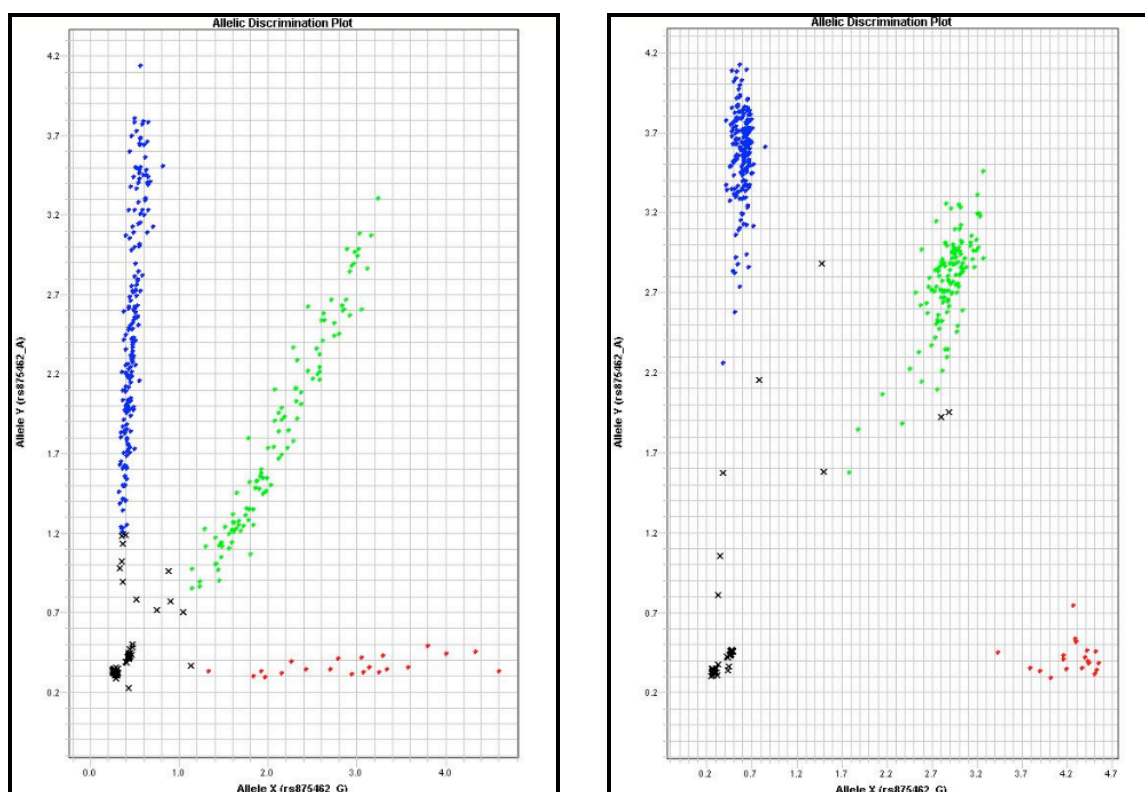 Allelic Discrimination Plot
4.2
3.7
3.2
2.7
2.2
1.7
1.2
0.7
0.2
Allele Y (rs875462_A)
0.0 1.0 2.0 3.0 4.0
Allele X (rs875462_G)
Allelic Discrimination Plot
4.2
3.7
3.2
2.7
2.2
1.7
1.2
0.7
0.2
Allele Y (rs875462_A)
0.2 0.7 1.2 1.7 2.2 2.7 3.2 3.7 4.2 4.7
Allele X (rs875462_G)